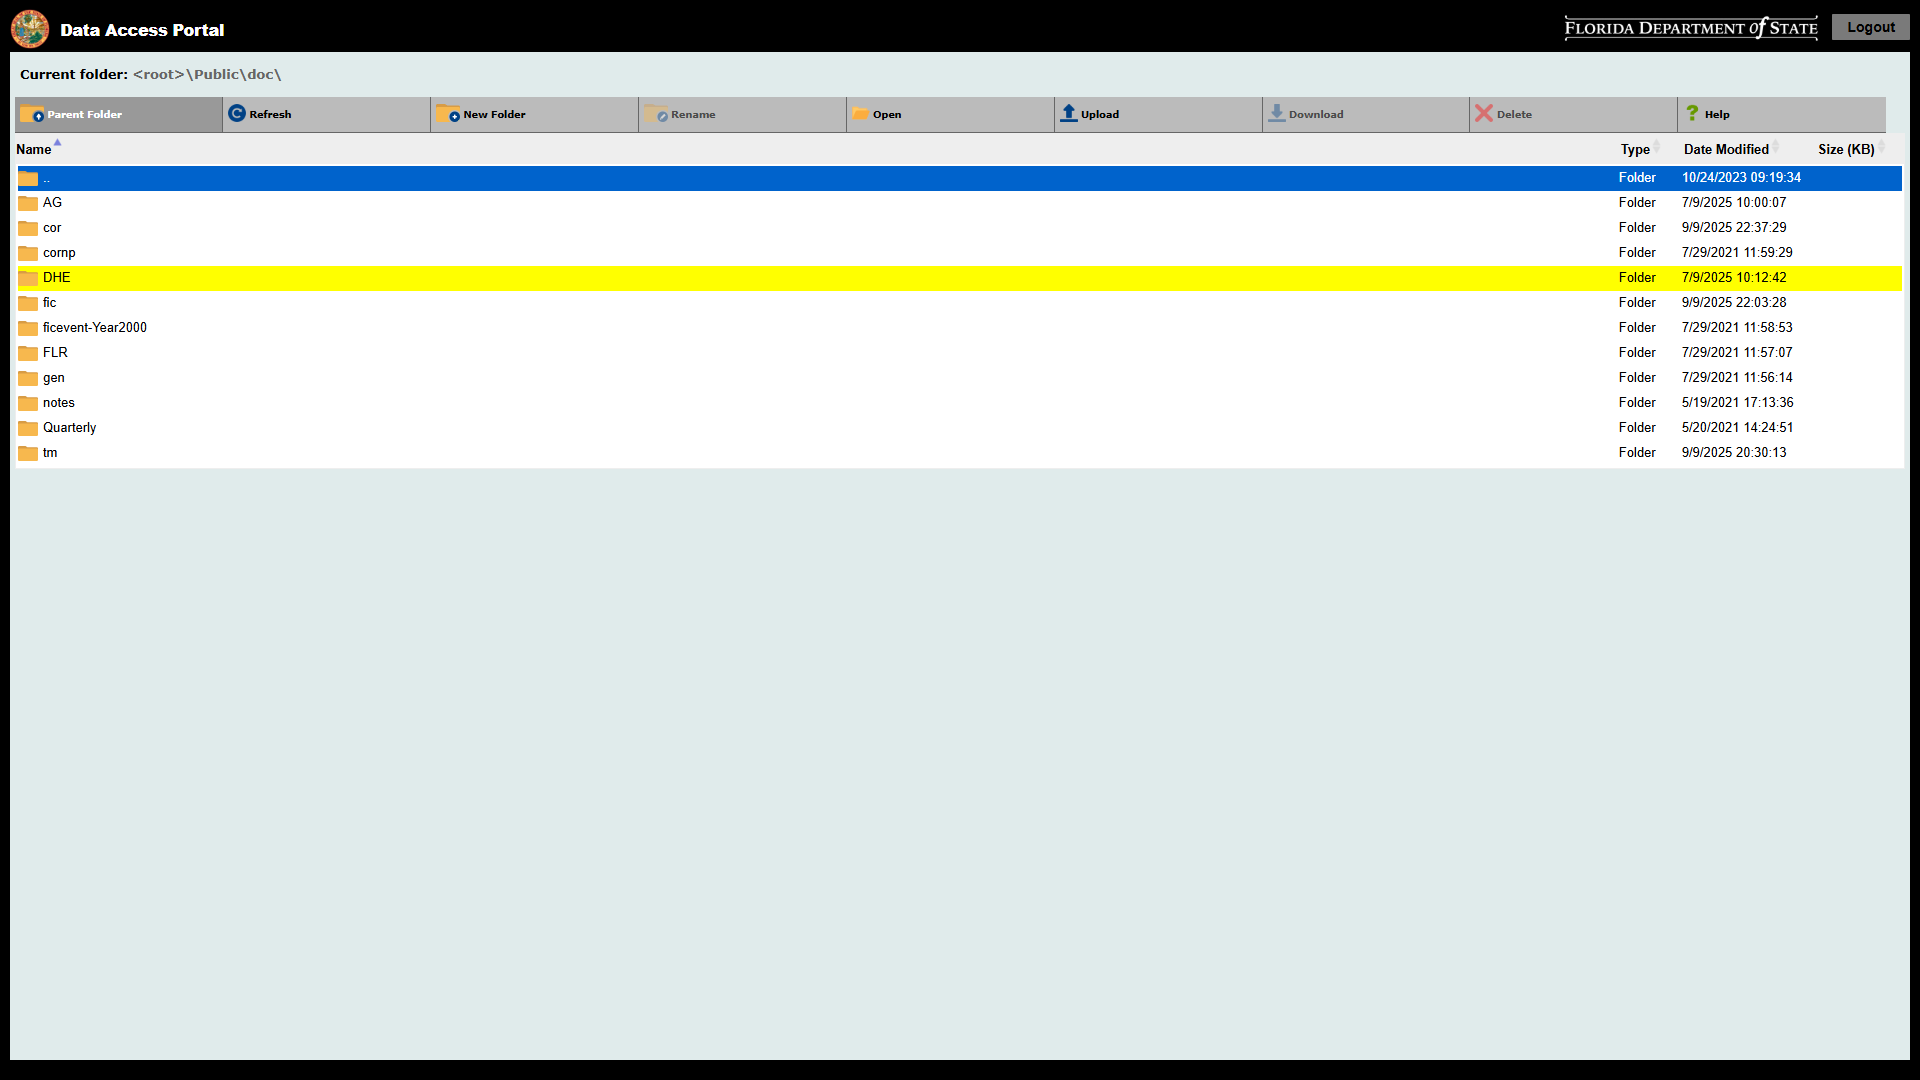 Data Access Portal
FLORIDA DEPARTMENT of STATE
Logout
Current folder: <root>\Public\doc\
Parent Folder Refresh New Folder Rename Open Upload Download Delete Help
Name Type Date Modified Size (KB)
.. Folder 10/24/2023 09:19:34
AG Folder 7/9/2025 10:00:07
cor Folder 9/9/2025 22:37:29
cornp Folder 7/29/2021 11:59:29
DHE Folder 7/9/2025 10:12:42
fic Folder 9/9/2025 22:03:28
ficevent-Year2000 Folder 7/29/2021 11:58:53
FLR Folder 7/29/2021 11:57:07
gen Folder 7/29/2021 11:56:14
notes Folder 5/19/2021 17:13:36
Quarterly Folder 5/20/2021 14:24:51
tm Folder 9/9/2025 20:30:13